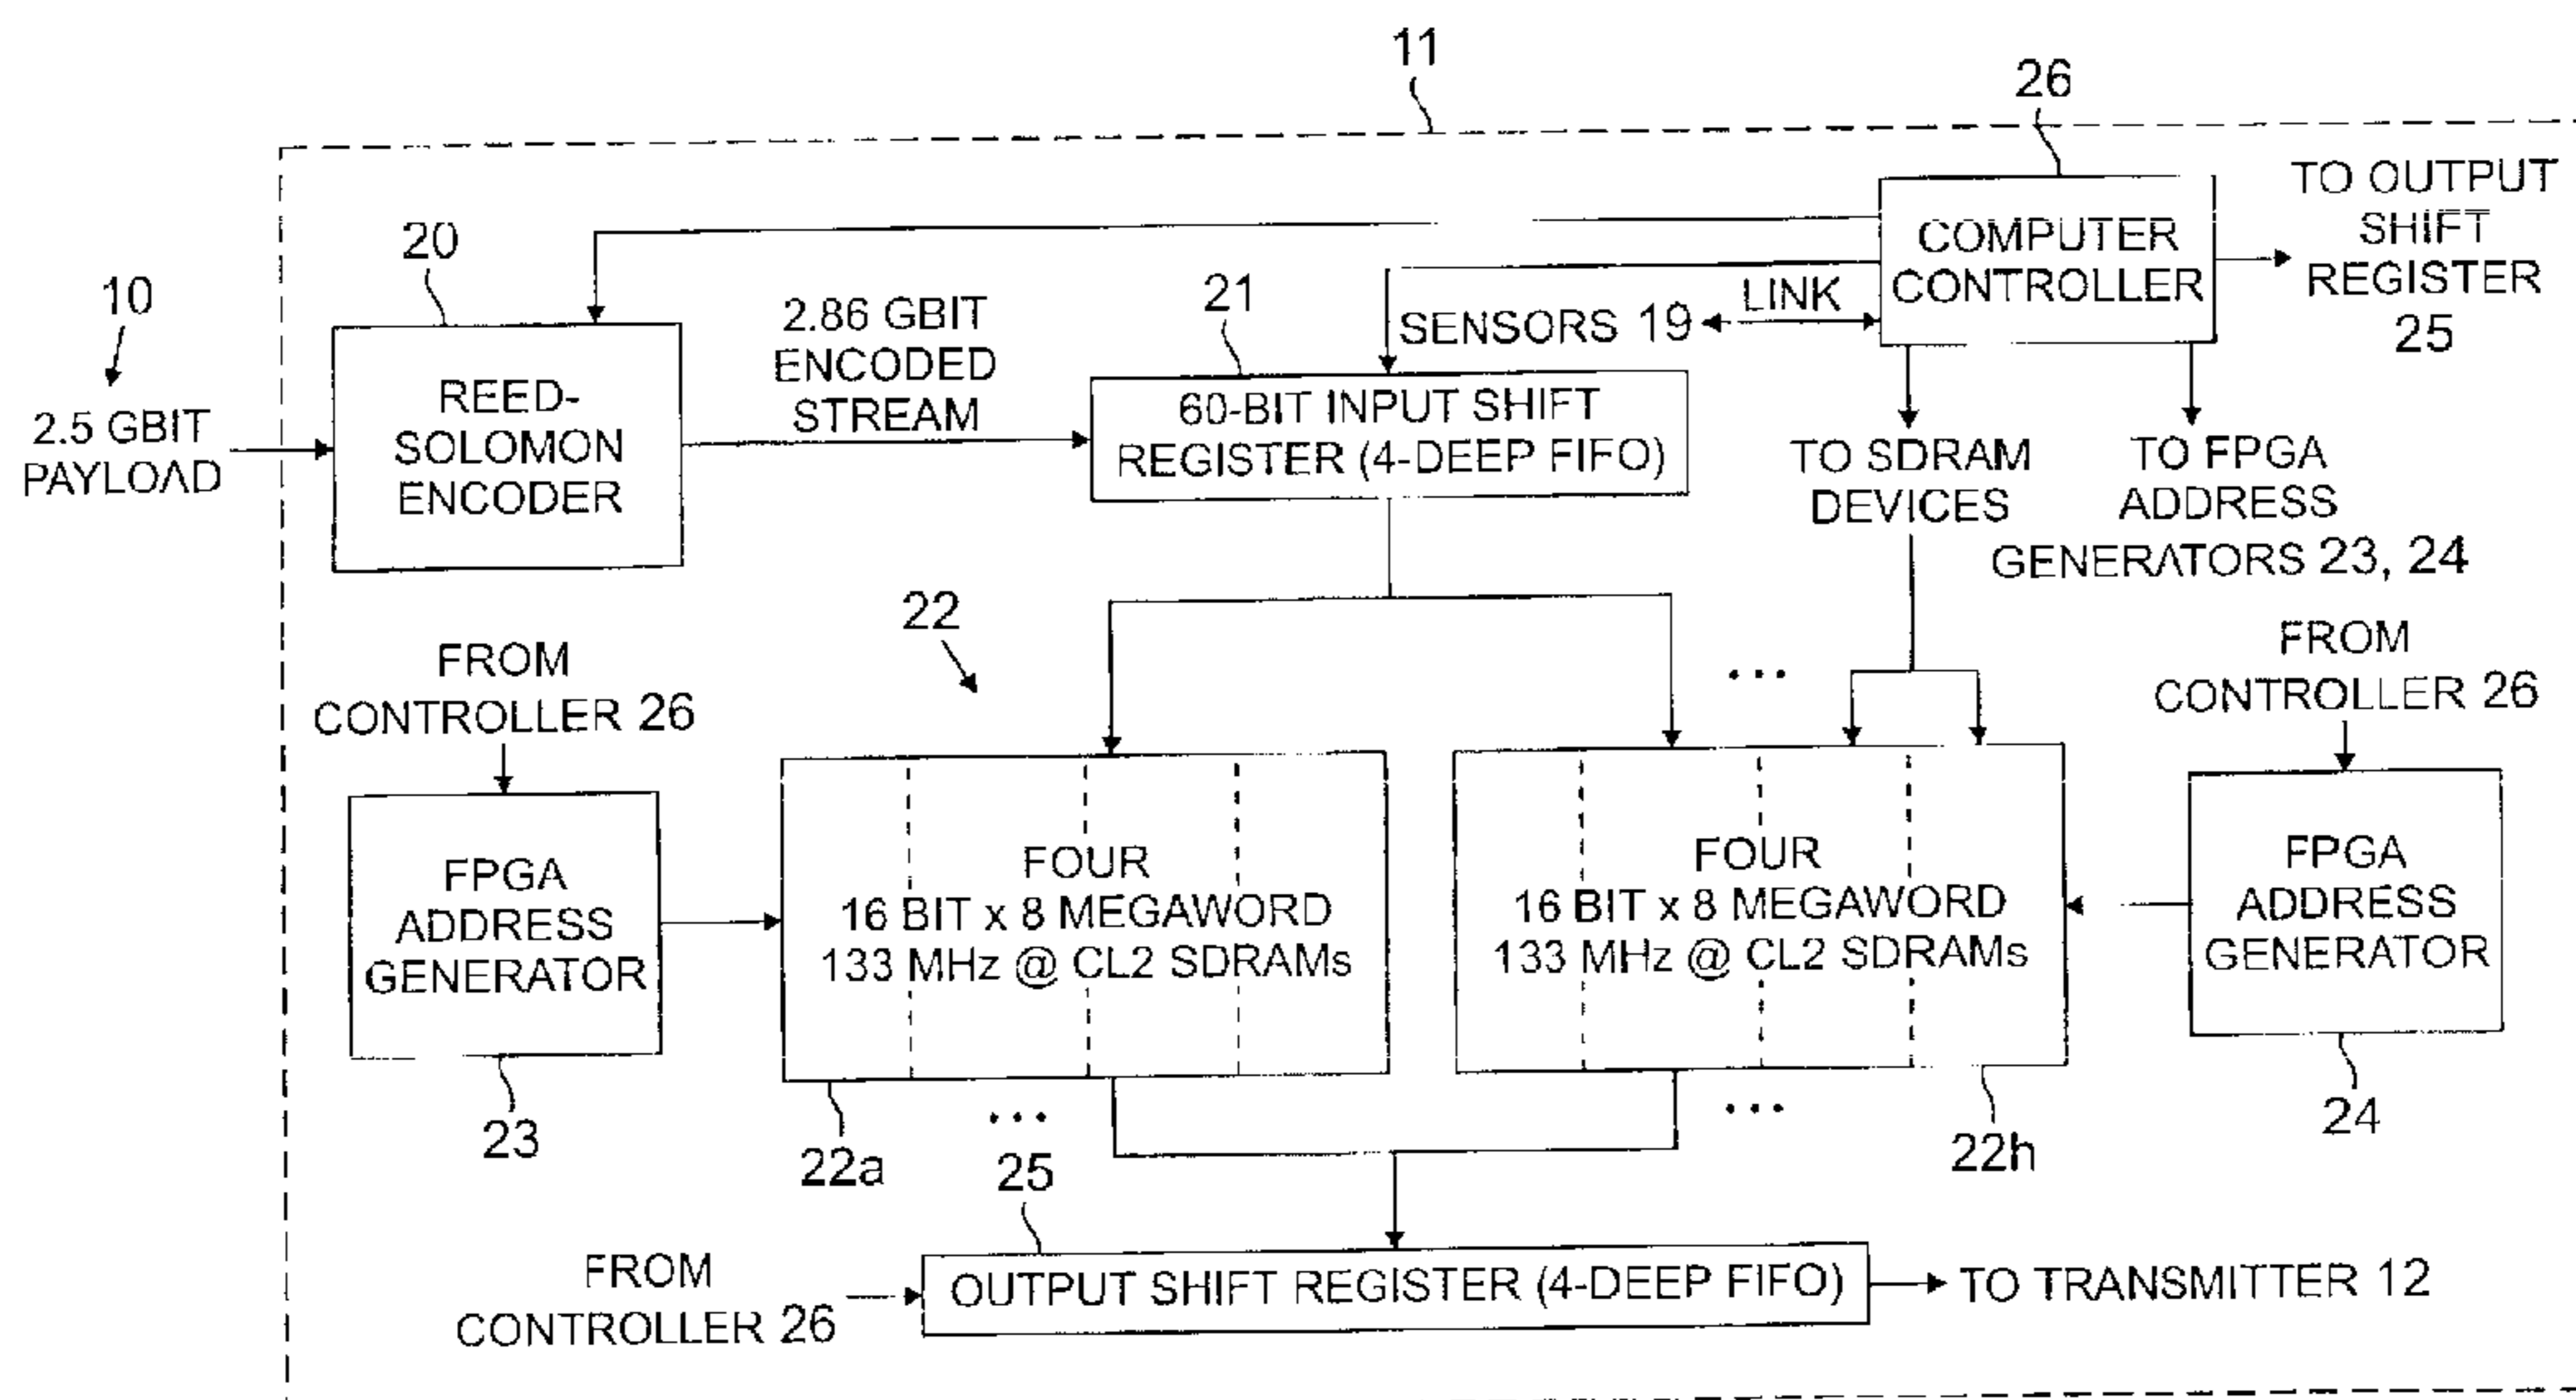 11
26
COMPUTER
CONTROLLER
TO OUTPUT
SHIFT
REGISTER
25
20
10
2.5 GBIT
PAYLOAD
REED-
SOLOMON
ENCODER
2.86 GBIT
ENCODED
STREAM
21
SENSORS 19
LINK
60-BIT INPUT SHIFT
REGISTER (4-DEEP FIFO)
TO SDRAM
DEVICES
TO FPGA
ADDRESS
GENERATORS 23, 24
22
...
FROM
CONTROLLER 26
FROM
CONTROLLER 26
FPGA
ADDRESS
GENERATOR
23
FOUR
16 BIT x 8 MEGAWORD
133 MHz @ CL2 SDRAMs
22a
...
FOUR
16 BIT x 8 MEGAWORD
133 MHz @ CL2 SDRAMs
...
22h
FPGA
ADDRESS
GENERATOR
24
25
FROM
CONTROLLER 26
OUTPUT SHIFT REGISTER (4-DEEP FIFO)
TO TRANSMITTER 12